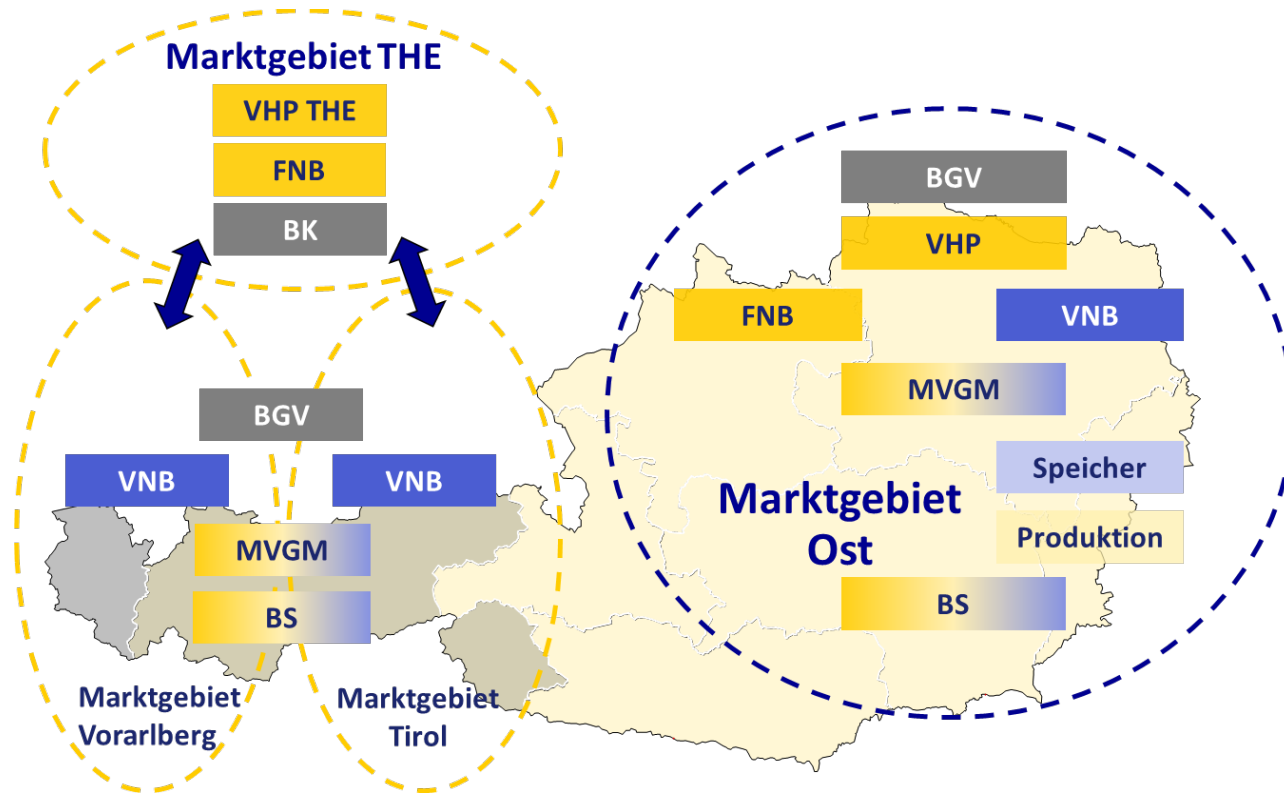 Marktgebiet THE
VHP THE
FNB
BK
BGV
VNB
VNB
MVGM
BS
Marktgebiet
Vorarlberg
Marktgebiet
Tirol
BGV
VHP
FNB
VNB
MVGM
Speicher
Marktgebiet
Ost
Produktion
BS